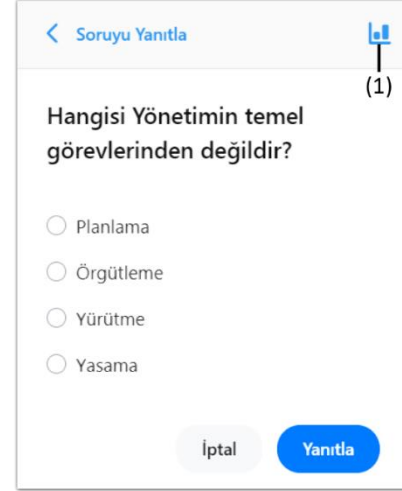 Soruyu Yanıtla
(1)
Hangisi Yönetimin temel
görevlerinden değildir?
Planlama
Örgütleme
Yürütme
Yasama
İptal
Yanıtla